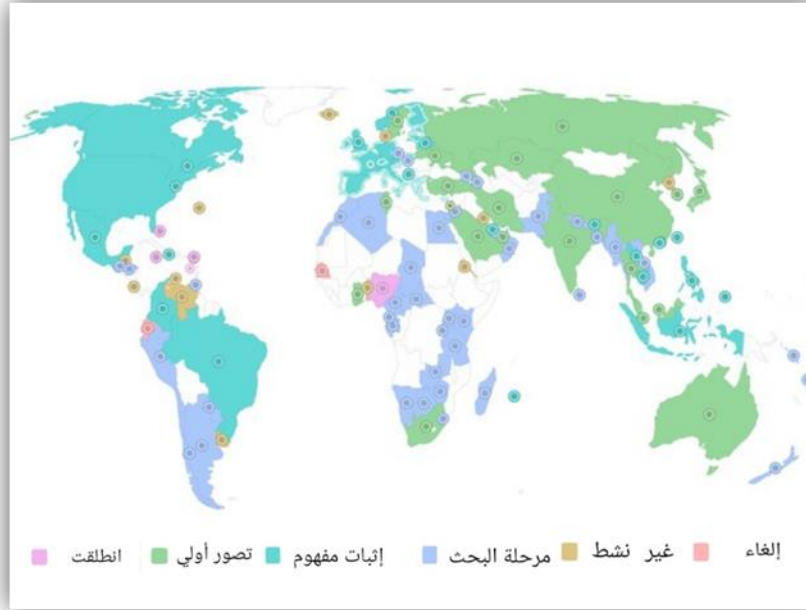 إلغاء غير نشط مرحلة البحث إثبات مفهوم تصور أولي انطلقت